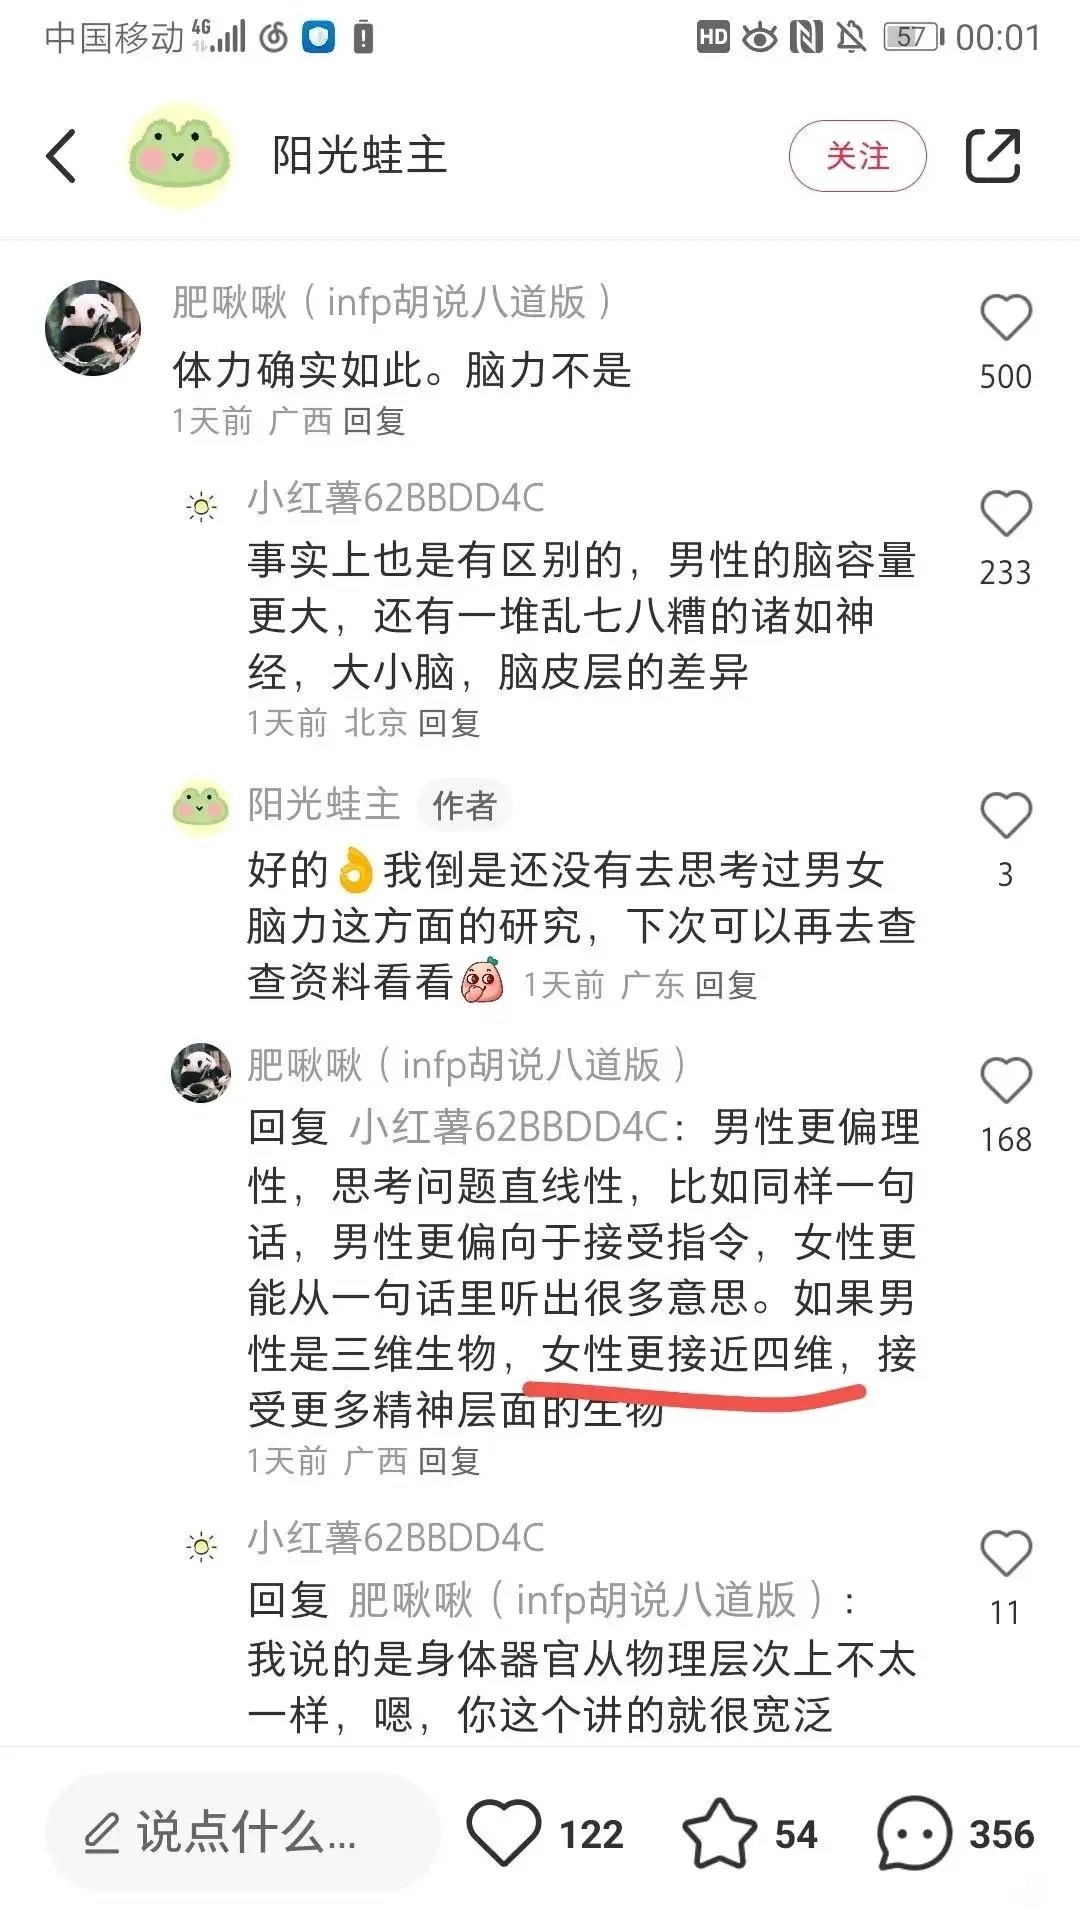 中国移动 4G HD 57 00:01
阳光蛙主 关注
肥啾啾（infp胡说八道版）
体力确实如此。脑力不是
500
1天前 广西 回复
小红薯62BBDD4C
事实上也是有区别的，男性的脑容量
233
更大，还有一堆乱七八糟的诸如神
经，大小脑，脑皮层的差异
1天前 北京 回复
阳光蛙主 作者
好的👌我倒是还没有去思考过男女
3
脑力这方面的研究，下次可以再去查
查资料看看 1天前 广东 回复
肥啾啾（infp胡说八道版）
回复 小红薯62BBDD4C：男性更偏理
168
性，思考问题直线性，比如同样一句
话，男性更偏向于接受指令，女性更
能从一句话里听出很多意思。如果男
性是三维生物，女性更接近四维，接
受更多精神层面的生物
1天前 广西 回复
小红薯62BBDD4C
回复 肥啾啾（infp胡说八道版）：
11
我说的是身体器官从物理层次上不太
一样，嗯，你这个讲的就很宽泛
说点什么... 122 54 356